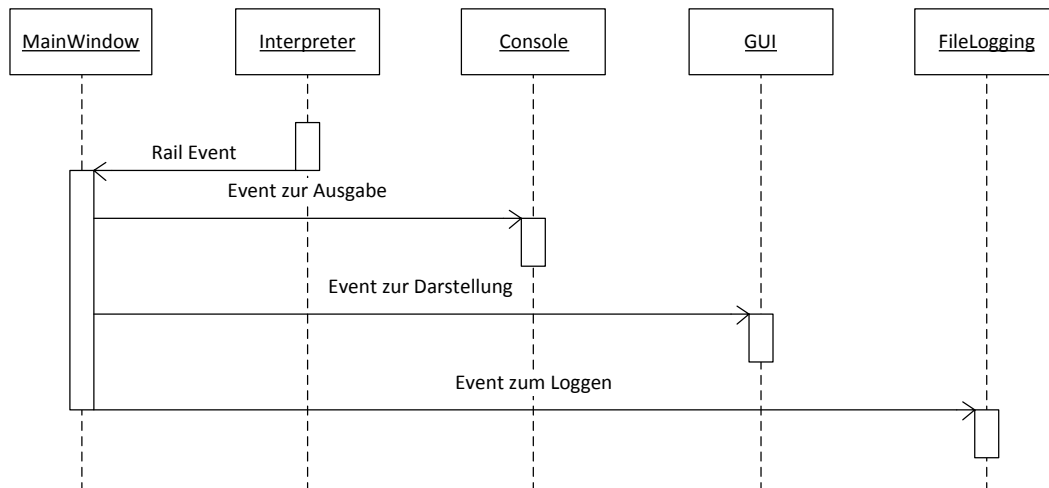 MainWindow
Interpreter
Console
GUI
FileLogging
Rail Event
Event zur Ausgabe
Event zur Darstellung
Event zum Loggen